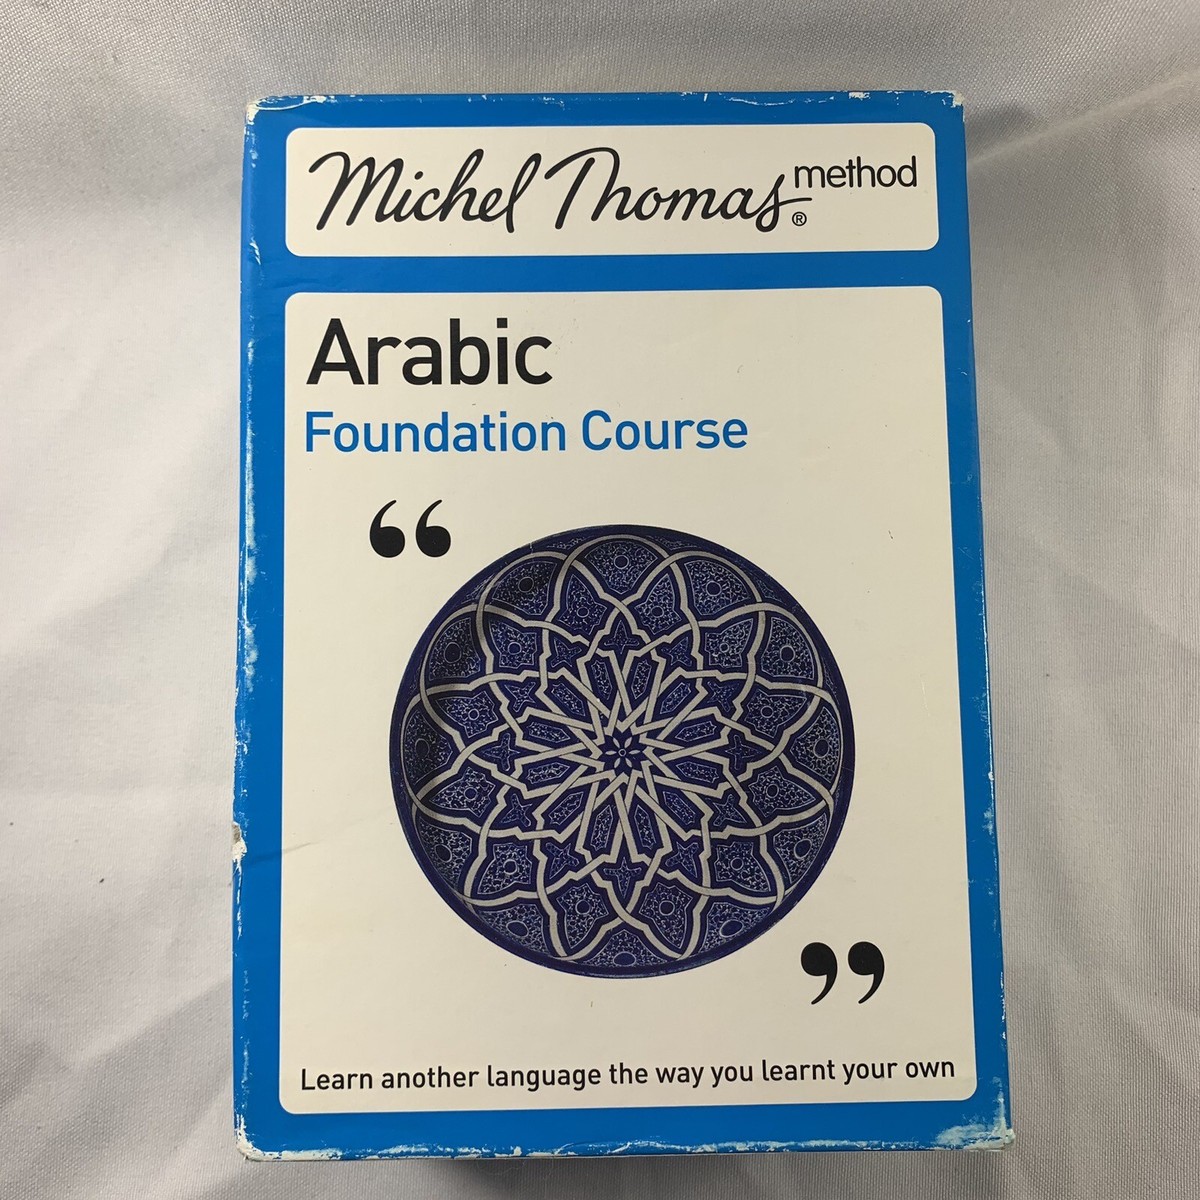 Michel Thomas® method
Arabic
Foundation Course
“
”
Learn another language the way you learnt your own